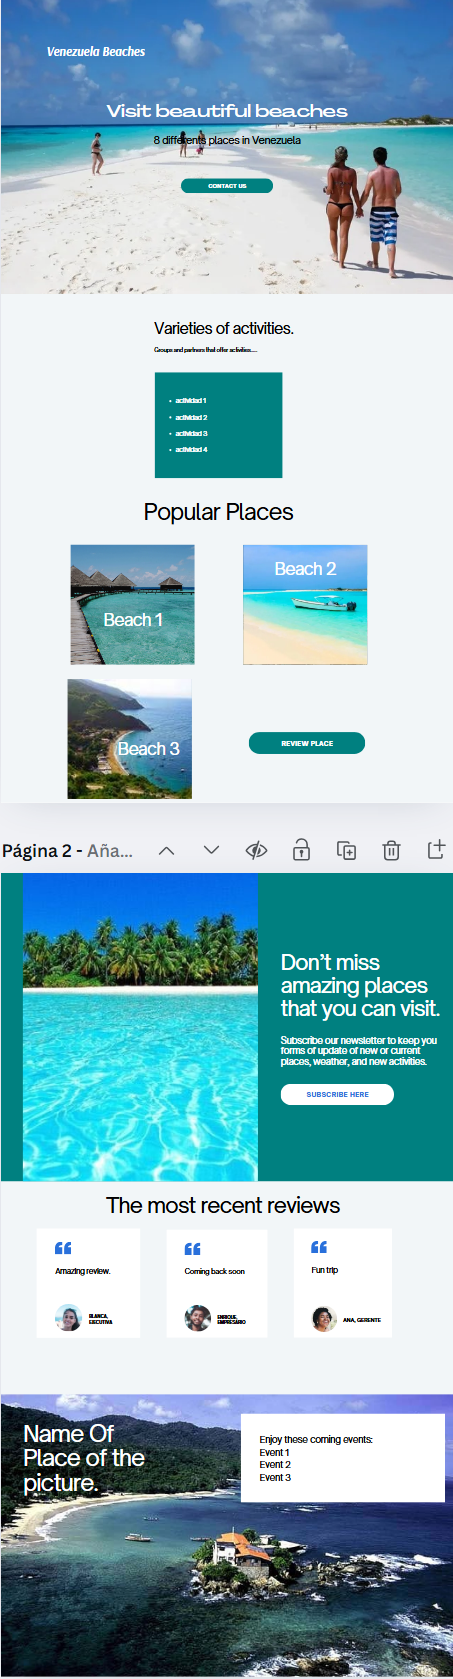 Venezuela Beaches
Visit beautiful beaches
8 differents places in Venezuela
CONTACT US
Varieties of activities.
Groups and partners that offer activities.....
• actividad 1
• actividad 2
• actividad 3
• actividad 4
Popular Places
Beach 1
Beach 2
Beach 3
REVIEW PLACE
Página 2 - Aña...
Don't miss
amazing places
that you can visit.
Subscribe our newsletter to keep you
forms of update of new or current
places, weather, and new activities.
SUBSCRIBE HERE
The most recent reviews
Amazing review.
BLANCA,
EJECUTIVA
Coming back soon
ENRIQUE,
EMPRESARIO
Fun trip
ANA, GERENTE
Name Of
Place of the
picture.
Enjoy these coming events:
Event 1
Event 2
Event 3